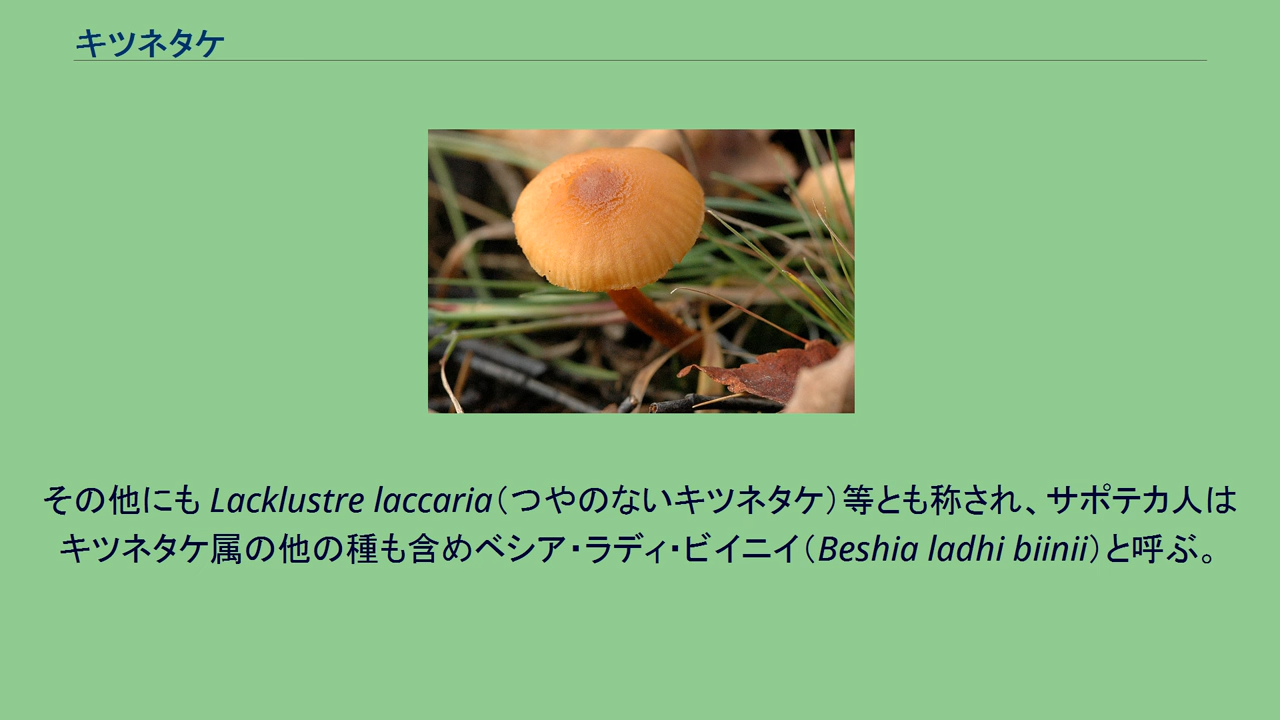 キツネタケ
その他にも Lacklustre laccaria（つやのないキツネタケ）等とも称され、サポテカ人は
キツネタケ属の他の種も含めベシア・ラディ・ビイニイ（Beshia ladhi biinii）と呼ぶ。